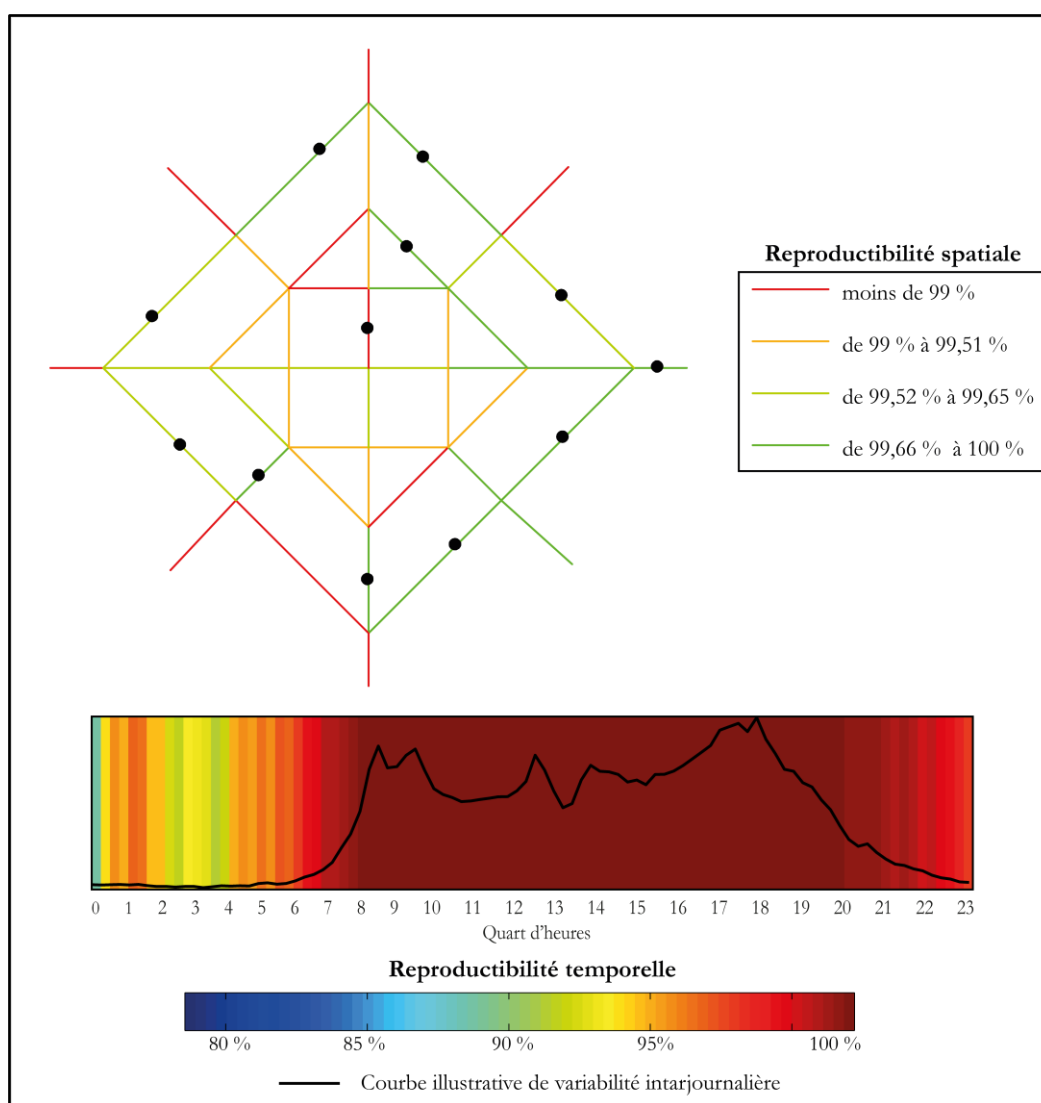 Reproductibilité spatiale
moins de 99 %
de 99 % à 99,51 %
de 99,52 % à 99,65 %
de 99,66 % à 100 %
0 1 2 3 4 5 6 7 8 9 10 11 12 13 14 15 16 17 18 19 20 21 22 23
Quart d'heures
Reproductibilité temporelle
80 % 85 % 90 % 95% 100 %
Courbe illustrative de variabilité intarjournalière